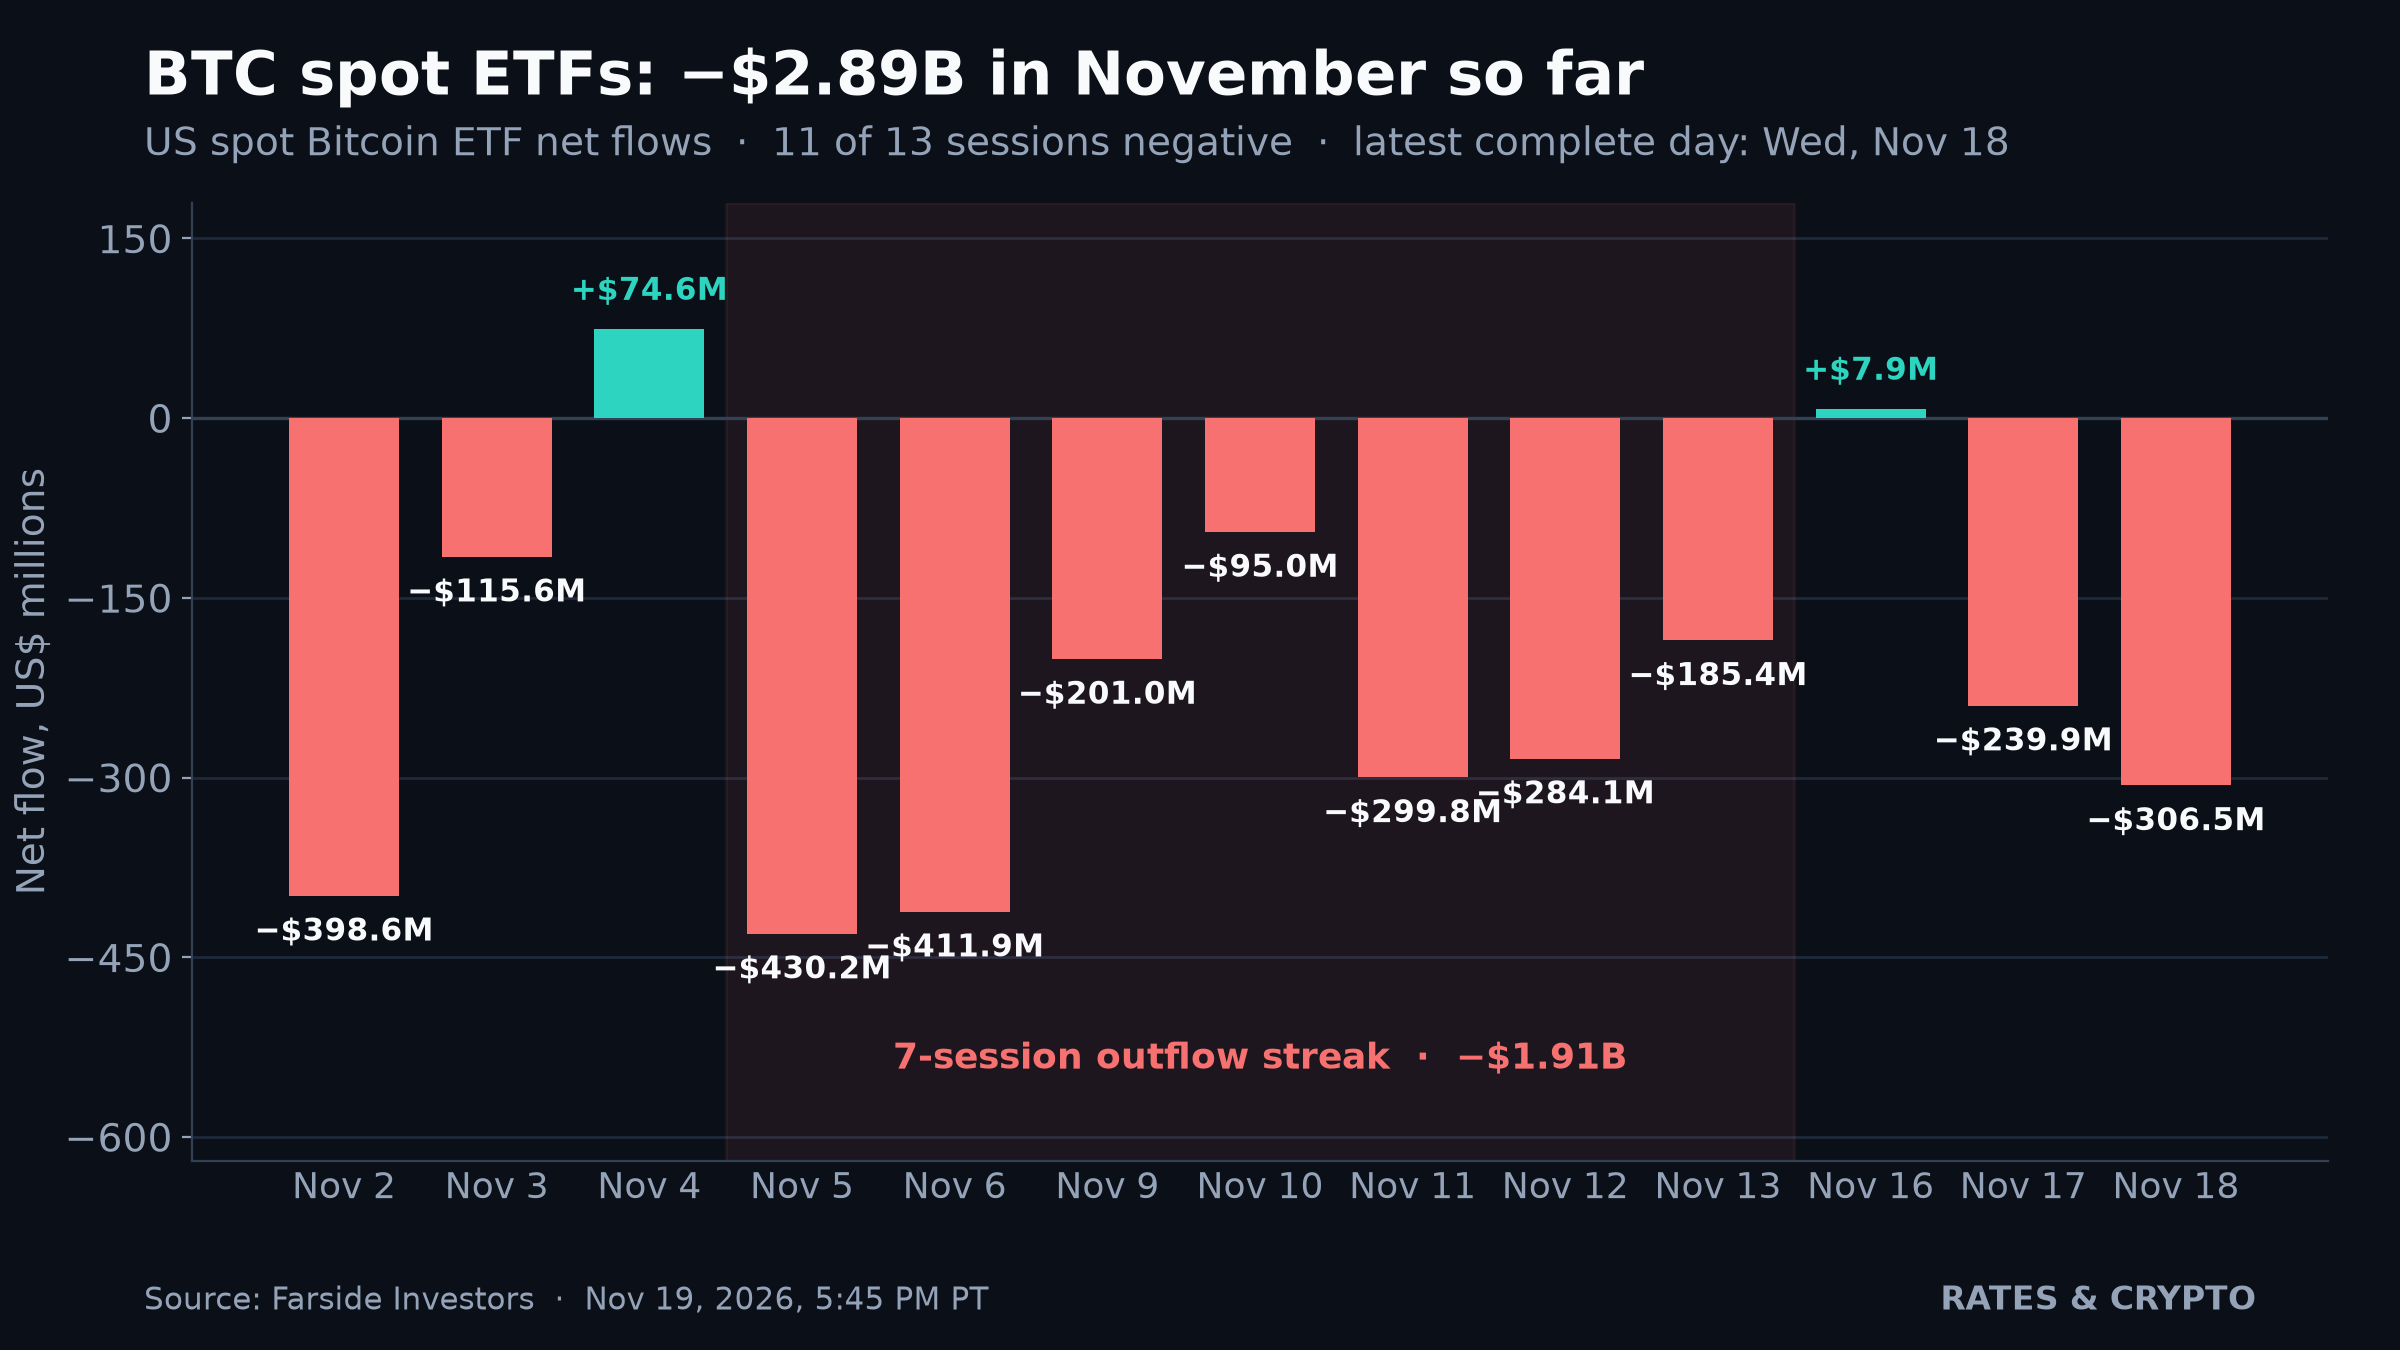 BTC spot ETFs: −$2.89B in November so far
US spot Bitcoin ETF net flows · 11 of 13 sessions negative · latest complete day: Wed, Nov 18
Net flow, US$ millions
150
0
−150
−300
−450
−600
−$398.6M
−$115.6M
+$74.6M
−$430.2M
−$411.9M
−$201.0M
−$95.0M
−$299.8M
−$284.1M
−$185.4M
+$7.9M
−$239.9M
−$306.5M
7-session outflow streak · −$1.91B
Nov 2 Nov 3 Nov 4 Nov 5 Nov 6 Nov 9 Nov 10 Nov 11 Nov 12 Nov 13 Nov 16 Nov 17 Nov 18
Source: Farside Investors · Nov 19, 2026, 5:45 PM PT
RATES & CRYPTO